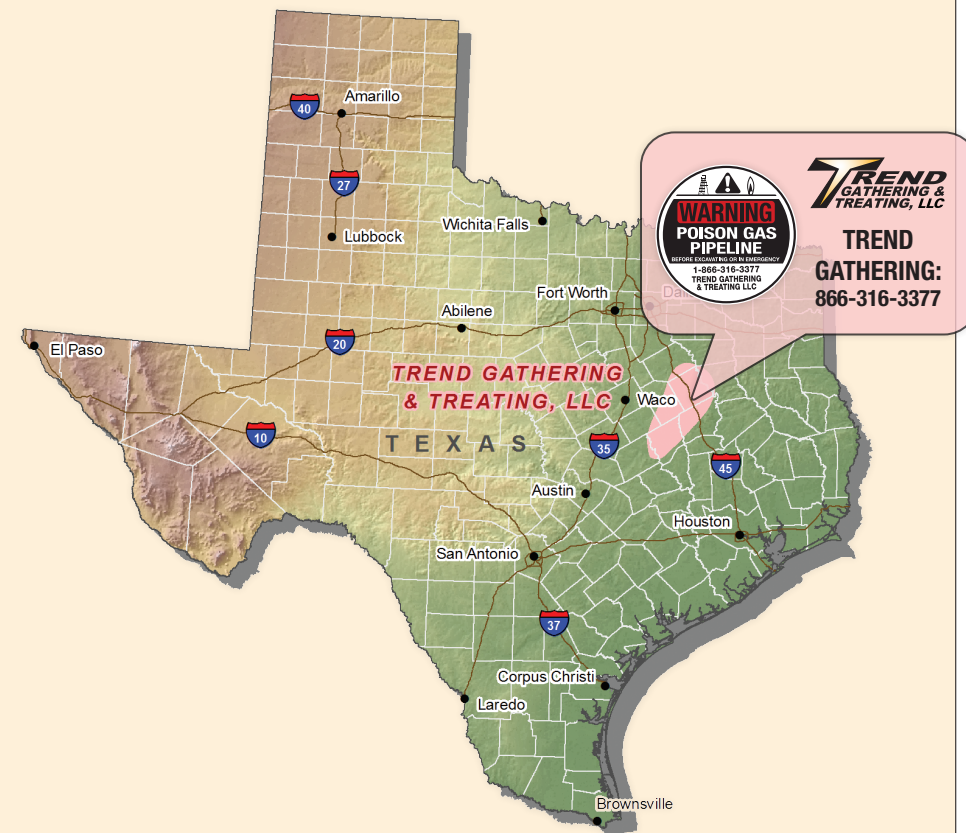 40
Amarillo
27
Lubbock
Wichita Falls
WARNING
POISON GAS
PIPELINE
BEFORE EXCAVATING OR IN EMERGENCY
1-866-316-3377
TREND GATHERING
& TREATING LLC
TREND
GATHERING &
TREATING, LLC
TREND
GATHERING:
866-316-3377
Fort Worth
Abilene
20
El Paso
TREND GATHERING
& TREATING, LLC
Waco
10
TEXAS
35
45
Austin
Houston
San Antonio
37
Corpus Christi
Laredo
Brownsville